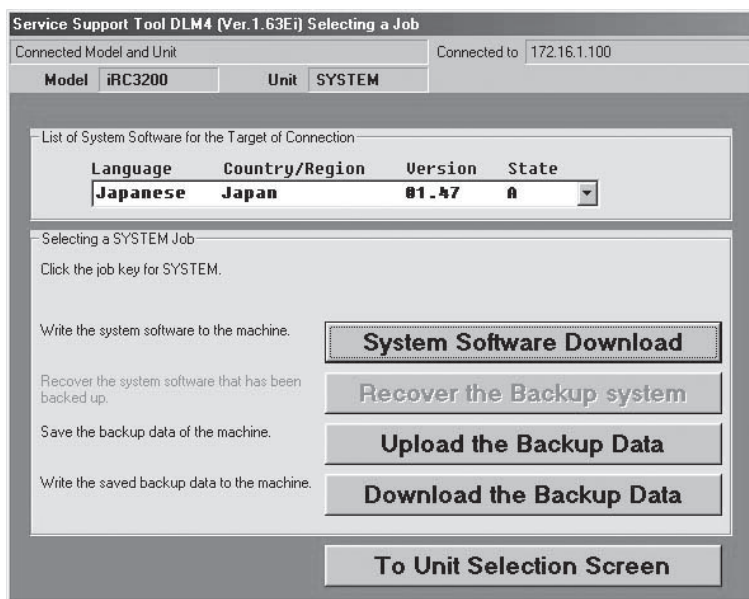 Service Support Tool DLM4 (Ver.1.63Ei) Selecting a Job
Connected Model and Unit
Connected to 172.16.1.100
Model iRC3200 Unit SYSTEM
List of System Software for the Target of Connection
Language Country/Region Version State
Japanese Japan 01.47 A
Selecting a SYSTEM Job
Click the job key for SYSTEM.
Write the system software to the machine.
System Software Download
Recover the system software that has been
backed up.
Recover the Backup system
Save the backup data of the machine.
Upload the Backup Data
Write the saved backup data to the machine.
Download the Backup Data
To Unit Selection Screen